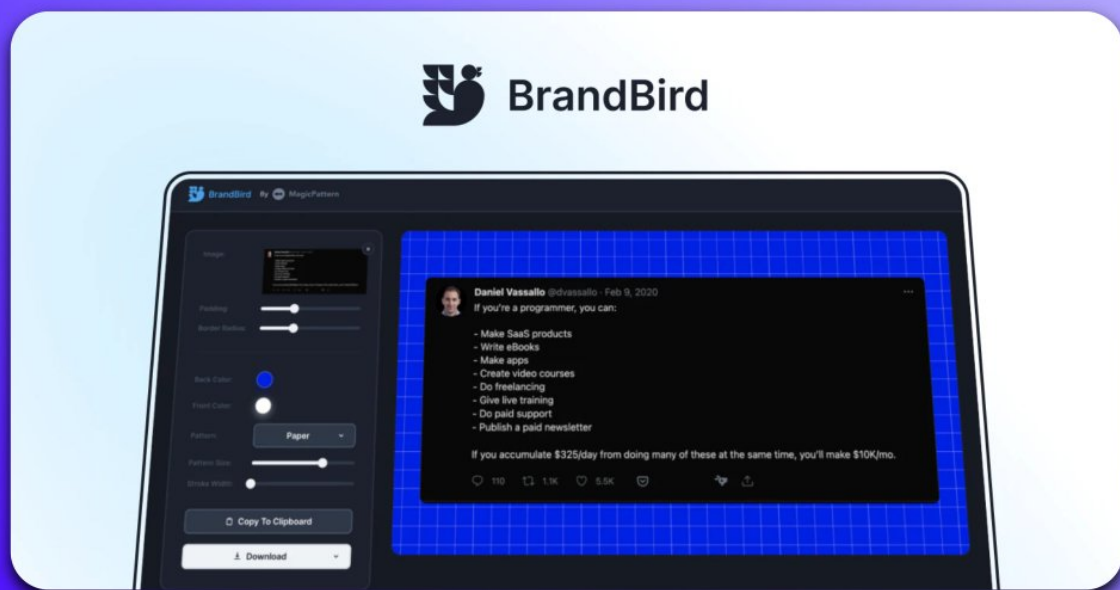 BrandBird
BrandBird By MagicPattern
Image:
Padding:
Border Radius:
Back Color:
Front Color:
Pattern: Paper
Pattern Size:
Stroke Width:
Copy To Clipboard
Download
Daniel Vassallo @dvassallo · Feb 9, 2020
If you're a programmer, you can:
- Make SaaS products
- Write eBooks
- Make apps
- Create video courses
- Do freelancing
- Give live training
- Do paid support
- Publish a paid newsletter
If you accumulate $325/day from doing many of these at the same time, you'll make $10K/mo.
110 1.1K 5.5K